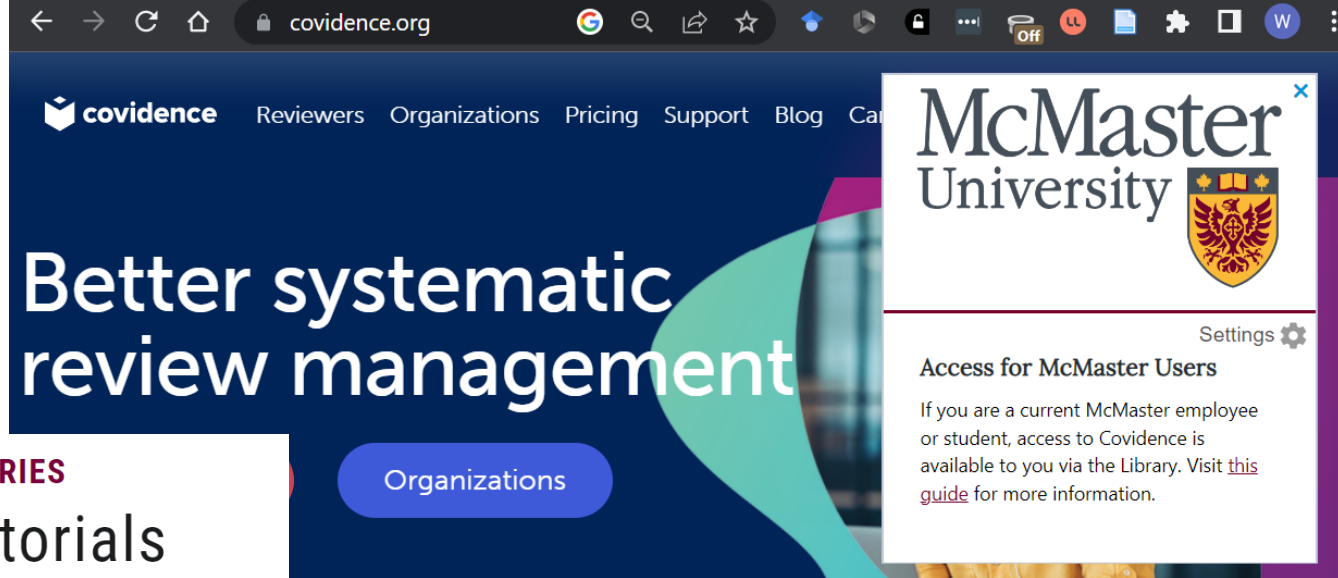 covidence.org
Off
LL
W
covidence Reviewers Organizations Pricing Support Blog
McMaster
University
Better systematic
review management
Settings
Access for McMaster Users
If you are a current McMaster employee
or student, access to Covidence is
available to you via the Library. Visit this
guide for more information.
RIES
Organizations
torials